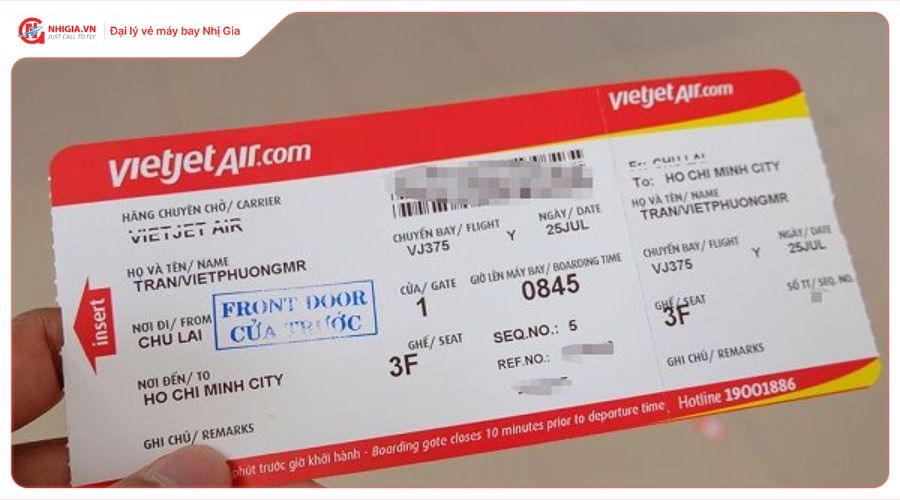 NHIGIA.VN
JUST CALL TO FLY
Đại lý vé máy bay Nhị Gia
vietjetAir.com
HÃNG CHUYÊN CHỞ/ CARRIER
VIETJET AIR
HỌ VÀ TÊN/ NAME
TRAN/VIETPHUONGMR
NƠI ĐI/ FROM
CHU LAI
FRONT DOOR
CỬA TRƯỚC
NƠI ĐẾN/ TO
HO CHI MINH CITY
GHI CHÚ/ REMARKS
insert
CHUYẾN BAY/ FLIGHT
VJ375
Y
NGÀY/ DATE
25JUL
CỬA/ GATE
1
GIỜ LÊN MÁY BAY/ BOARDING TIME
0845
GHẾ/ SEAT
3F
SEQ.NO.: 5
REF.NO.:
phút trước giờ khởi hành - Boarding gate closes 10 minutes prior to departure time
vietjetAir.com
CHU LAI
To: HO CHI MINH CITY
HỌ VÀ TÊN/ NAME
TRAN/VIETPHUONGMR
CHUYẾN BAY/ FLIGHT
VJ375
Y
NGÀY/ DATE
25JUL
GHẾ/ SEAT
3F
SỐ TT/ SEQ. NO.
GHI CHÚ/ REMARKS
Hotline 19001886